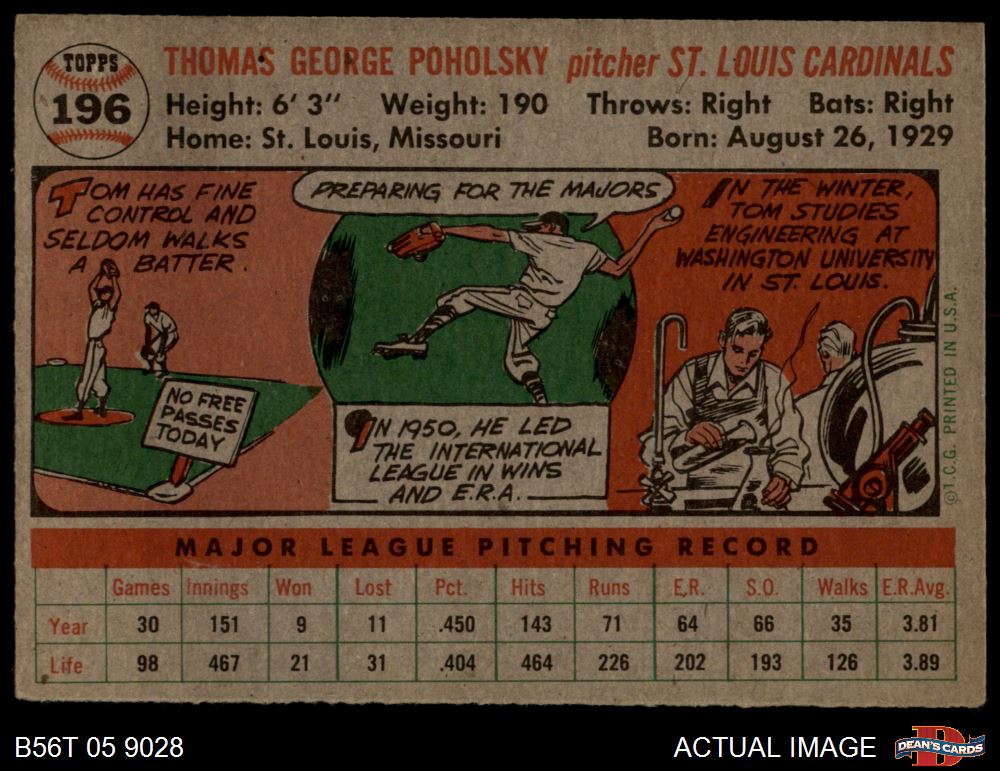 TOPPS
196
THOMAS GEORGE POHOLSKY pitcher ST. LOUIS CARDINALS
Height: 6' 3" Weight: 190 Throws: Right Bats: Right
Home: St. Louis, Missouri Born: August 26, 1929
TOM HAS FINE
CONTROL AND
SELDOM WALKS
A BATTER.
NO FREE
PASSES
TODAY
PREPARING FOR THE MAJORS
IN 1950, HE LED
THE INTERNATIONAL
LEAGUE IN WINS
AND E.R.A.
IN THE WINTER,
TOM STUDIES
ENGINEERING AT
WASHINGTON UNIVERSITY
IN ST. LOUIS.
©T.C.G. PRINTED IN U.S.A.
MAJOR LEAGUE PITCHING RECORD
Games Innings Won Lost Pct. Hits Runs E.R. S.O. Walks E.R.Avg.
Year 30 151 9 11 .450 143 71 64 66 35 3.81
Life 98 467 21 31 .404 464 226 202 193 126 3.89
B56T 05 9028
ACTUAL IMAGE
DEAN'S CARDS